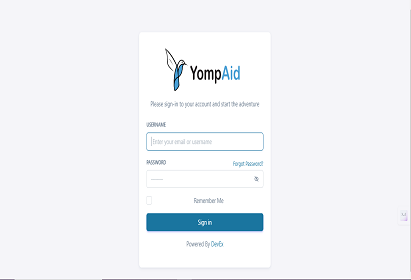 YompAid
Please sign-in to your account and start the adventure
USERNAME
Enter your email or username
PASSWORD
Forgot Password?
Remember Me
Sign in
Powered By DevEx